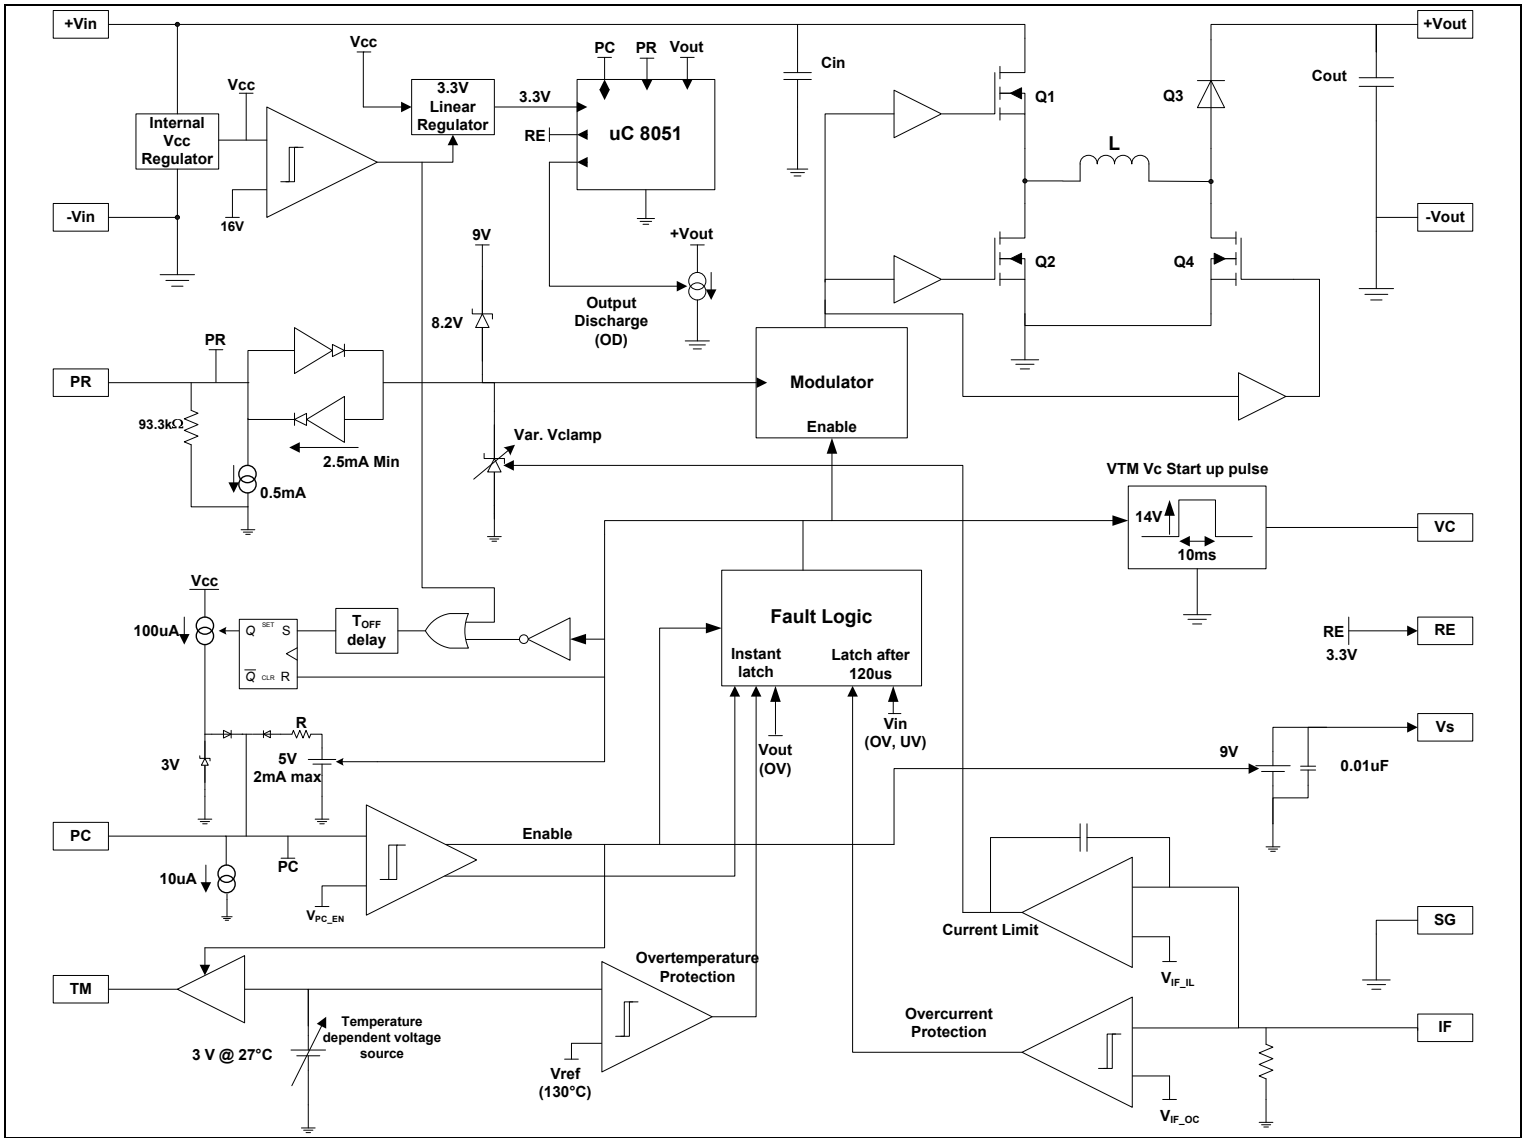 +Vin
+Vout
Vcc
PC
PR
Vout
Cin
Cout
Vcc
3.3V
Linear
Regulator
3.3V
RE
uC 8051
Q1
Q3
L
Internal
Vcc
Regulator
-Vin
16V
-Vout
9V
+Vout
Q2
Q4
8.2V
Output
Discharge
(OD)
PR
PR
93.3kΩ
2.5mA Min
0.5mA
Modulator
Enable
Var. Vclamp
VTM Vc Start up pulse
14V
10ms
VC
Vcc
100uA
Q
SET
S
Q
CLR
R
TOFF
delay
Fault Logic
Instant
latch
Latch after
120us
RE
3.3V
RE
R
3V
5V
2mA max
Vout
(OV)
Vin
(OV, UV)
9V
0.01uF
Vs
PC
PC
10uA
Enable
VPC_EN
Current Limit
VIF_IL
SG
TM
Overtemperature
Protection
Temperature
dependent voltage
source
3 V @ 27°C
Vref
(130°C)
Overcurrent
Protection
VIF_OC
IF